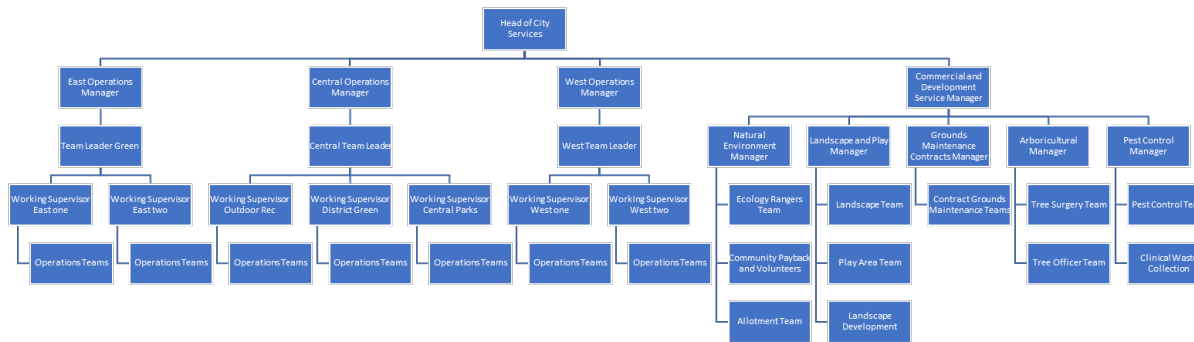 Head of City
Services
East Operations
Manager
Central Operations
Manager
West Operations
Manager
Commercial and
Development
Service Manager
Team Leader Green
Central Team Leader
West Team Leader
Natural
Environment
Manager
Landscape and Play
Manager
Grounds
Maintenance
Contracts Manager
Arboricultural
Manager
Pest Control
Manager
Working Supervisor
East one
Working Supervisor
East two
Working Supervisor
Outdoor Rec
Working Supervisor
District Green
Working Supervisor
Central Parks
Working Supervisor
West one
Working Supervisor
West two
Ecology Rangers
Team
Landscape Team
Contract Grounds
Maintenance Teams
Tree Surgery Team
Pest Control Team
Operations Teams
Operations Teams
Operations Teams
Operations Teams
Operations Teams
Operations Teams
Operations Teams
Community Payback
and Volunteers
Play Area Team
Tree Officer Team
Clinical Waste
Collection
Allotment Team
Landscape
Development